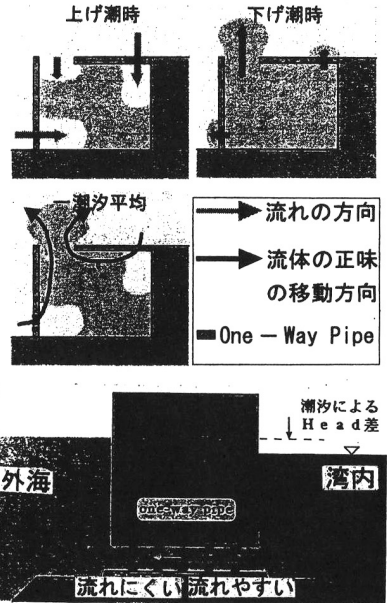 上げ潮時
下げ潮時
一潮汐平均
流れの方向
流体の正味
の移動方向
One－Way Pipe
潮汐による
Head差
外海
湾内
one-way pipe
流れにくい 流れやすい